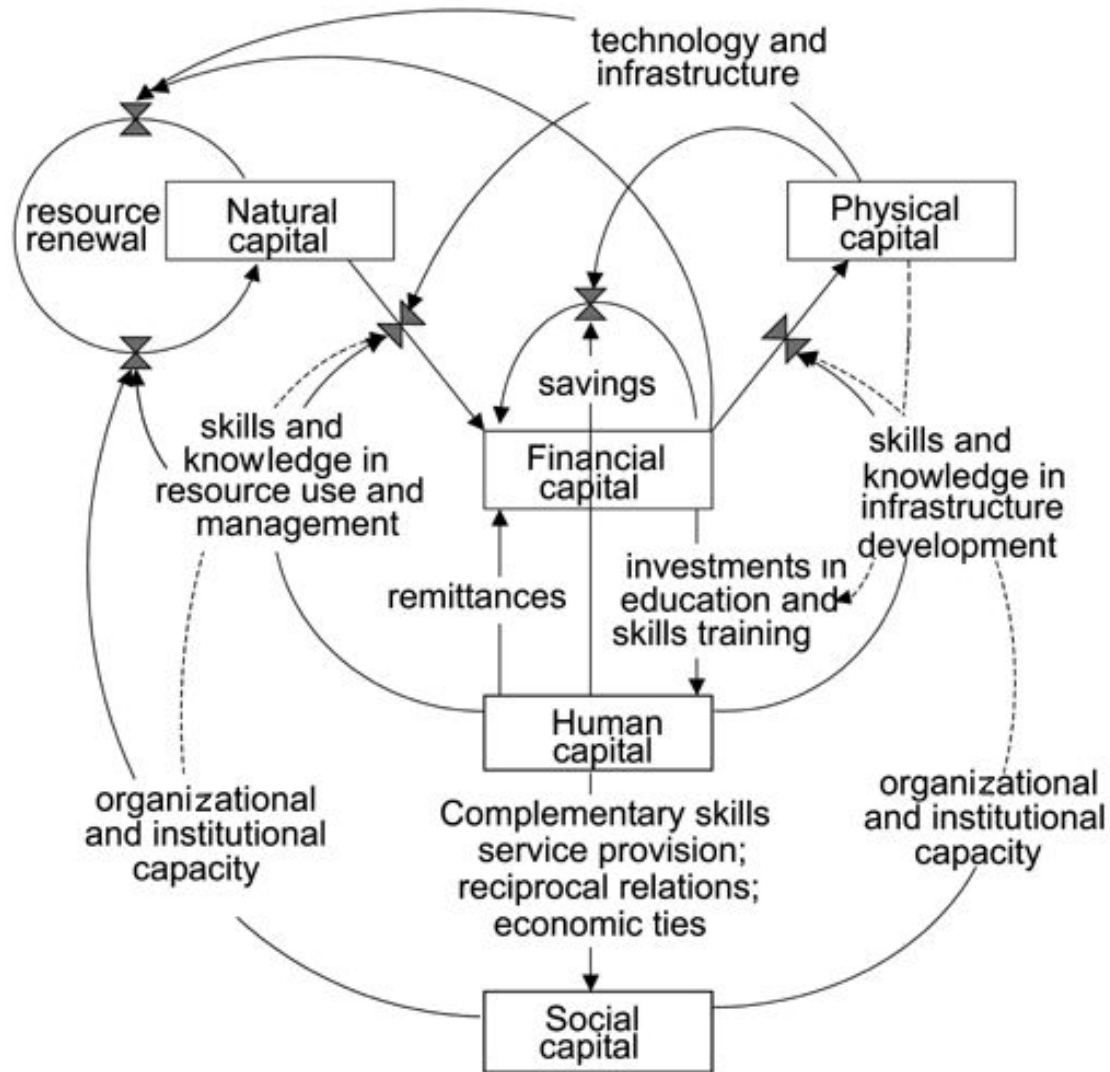 technology and
infrastructure
resource
renewal
Natural
capital
Physical
capital
savings
skills and
knowledge in
resource use and
management
Financial
capital
skills and
knowledge in
infrastructure
development
remittances
investments in
education and
skills training
Human
capital
organizational
and institutional
capacity
Complementary skills
service provision;
reciprocal relations;
economic ties
organizational
and institutional
capacity
Social
capital